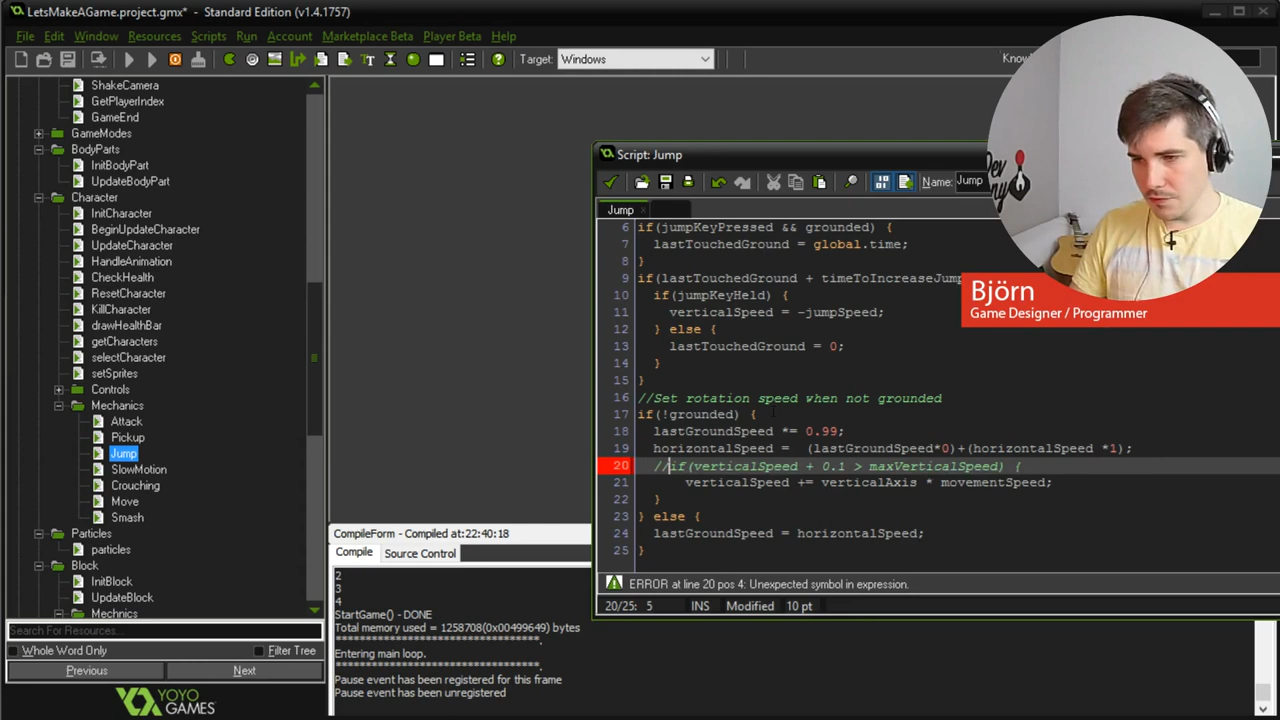 LetsMakeAGame.project.gmx* - Standard Edition (v1.4.1757)
File Edit Window Resources Scripts Run Account Marketplace Beta Player Beta Help
Target: Windows
ShakeCamera
GetPlayerIndex
GameEnd
GameModes
BodyParts
InitBodyPart
UpdateBodyPart
Character
InitCharacter
BeginUpdateCharacter
UpdateCharacter
HandleAnimation
CheckHealth
ResetCharacter
KillCharacter
drawHealthBar
getCharacters
selectCharacter
setSprites
Controls
Mechanics
Attack
Pickup
Jump
SlowMotion
Crouching
Move
Smash
Particles
particles
Block
InitBlock
UpdateBlock
Mechnics
Search For Resources...
Whole Word Only Filter Tree
Previous Next
YOYO
GAMES
Script: Jump
Name: Jump
Jump
6 if(jumpKeyPressed && grounded) {
7 lastTouchedGround = global.time;
8 }
9 if(lastTouchedGround + timeToIncreaseJump
10 if(jumpKeyHeld) {
11 verticalSpeed = -jumpSpeed;
12 } else {
13 lastTouchedGround = 0;
14 }
15 }
16 //Set rotation speed when not grounded
17 if(!grounded) {
18 lastGroundSpeed *= 0.99;
19 horizontalSpeed = (lastGroundSpeed*0)+(horizontalSpeed *1);
20 //if(verticalSpeed + 0.1 > maxVerticalSpeed) {
21 verticalSpeed += verticalAxis * movementSpeed;
22 }
23 } else {
24 lastGroundSpeed = horizontalSpeed;
25 }
ERROR at line 20 pos 4: Unexpected symbol in expression.
20/25: 5 INS Modified 10 pt
Björn
Game Designer / Programmer
CompileForm - Compiled at:22:40:18
Compile Source Control
2
3
4
StartGame() - DONE
Total memory used = 1258708(0x00499649) bytes
*********************************.
Entering main loop.
*********************************.
Pause event has been registered for this frame
Pause event has been unregistered